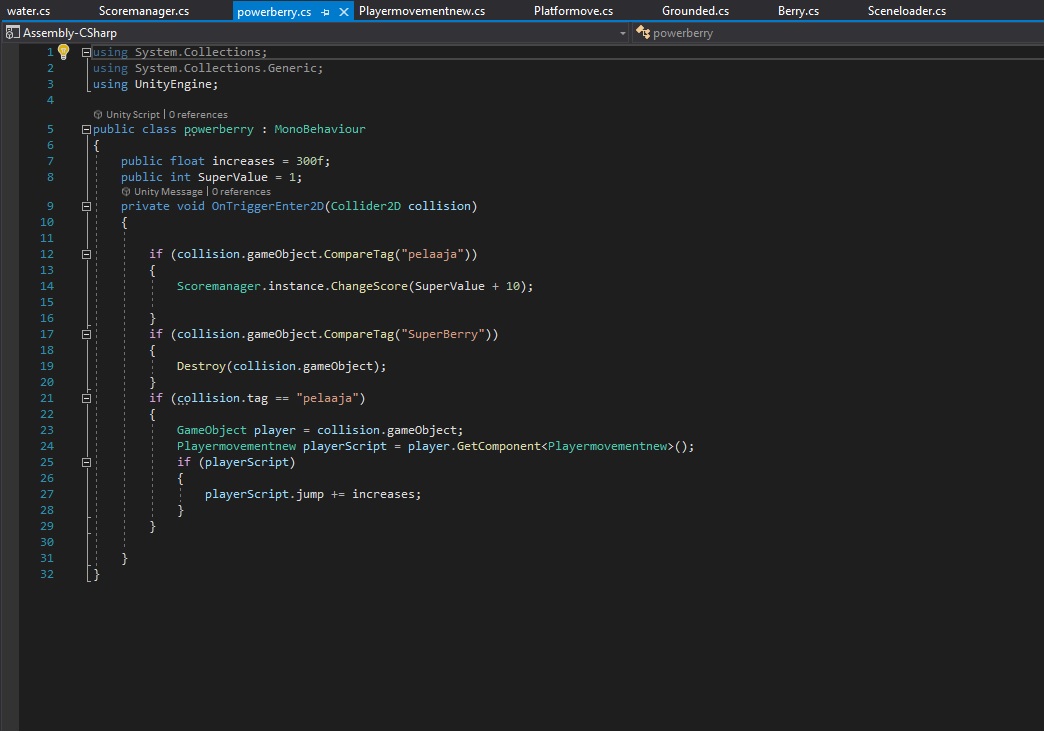 water.cs Scoremanager.cs powerberry.cs Playermovementnew.cs Platformove.cs Grounded.cs Berry.cs Sceneloader.cs
Assembly-CSharp powerberry
1 using System.Collections;
2 using System.Collections.Generic;
3 using UnityEngine;
4
Unity Script | 0 references
5 public class powerberry : MonoBehaviour
6 {
7 public float increases = 300f;
8 public int SuperValue = 1;
Unity Message | 0 references
9 private void OnTriggerEnter2D(Collider2D collision)
10 {
11
12 if (collision.gameObject.CompareTag("pelaaja"))
13 {
14 Scoremanager.instance.ChangeScore(SuperValue + 10);
15
16 }
17 if (collision.gameObject.CompareTag("SuperBerry"))
18 {
19 Destroy(collision.gameObject);
20 }
21 if (collision.tag == "pelaaja")
22 {
23 GameObject player = collision.gameObject;
24 Playermovementnew playerScript = player.GetComponent<Playermovementnew>();
25 if (playerScript)
26 {
27 playerScript.jump += increases;
28 }
29 }
30
31 }
32 }